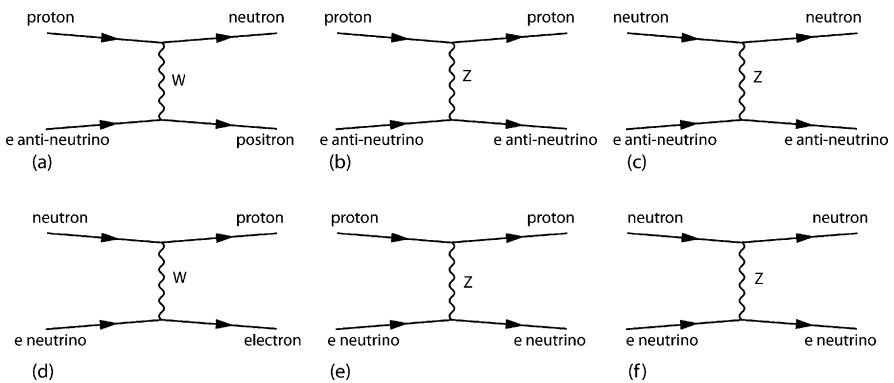 proton neutron proton proton neutron neutron
W Z Z
e anti-neutrino positron e anti-neutrino e anti-neutrino e anti-neutrino e anti-neutrino
(a) (b) (c)
neutron proton proton proton neutron neutron
W Z Z
e neutrino electron e neutrino e neutrino e neutrino e neutrino
(d) (e) (f)